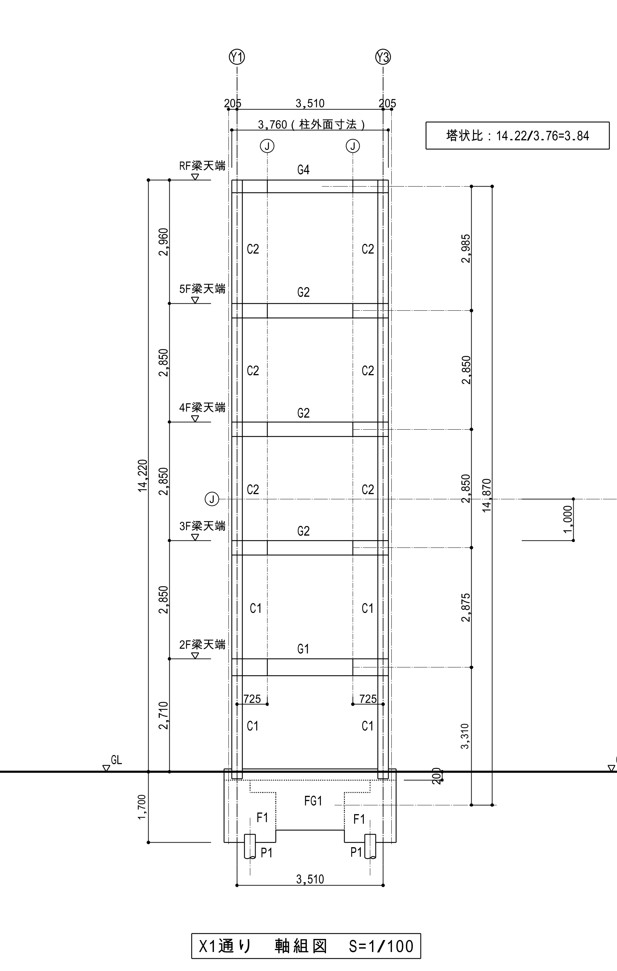 Y1
Y3
205
3,510
205
3,760 ( 柱外面寸法 )
塔状比 : 14.22/3.76=3.84
J
J
RF梁天端
G4
2,960
C2
C2
2,985
5F梁天端
G2
2,850
C2
C2
2,850
4F梁天端
G2
14,220
2,850
C2
C2
2,850
14,870
J
1,000
3F梁天端
G2
2,850
C1
C1
2,875
2F梁天端
G1
725
725
2,710
C1
C1
3,310
GL
200
1,700
FG1
F1
F1
P1
P1
3,510
X1通り 軸組図 S=1/100